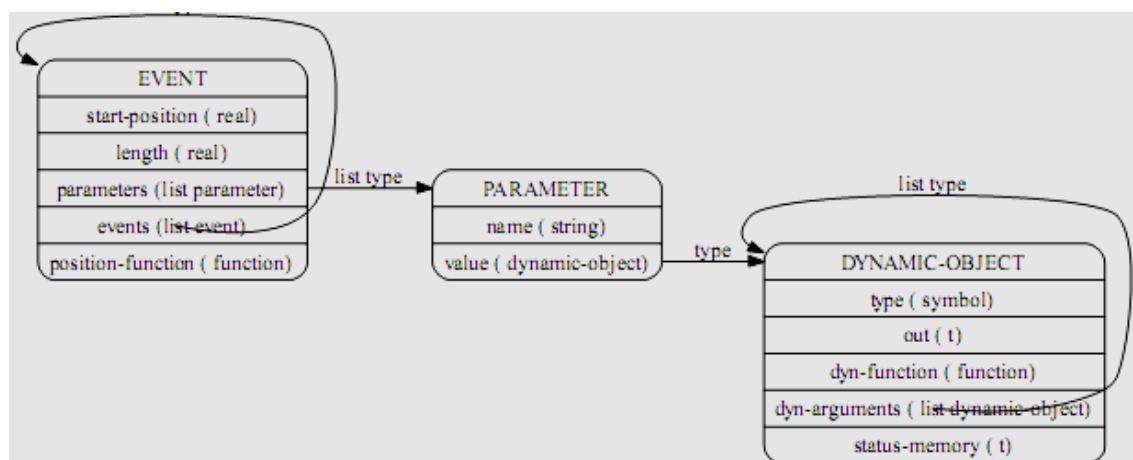 EVENT
start-position ( real)
length ( real)
parameters (list parameter)
events (list event)
position-function ( function)
list type
PARAMETER
name ( string)
value ( dynamic-object)
type
list type
DYNAMIC-OBJECT
type ( symbol)
out ( t)
dyn-function ( function)
dyn-arguments ( list dynamic-object)
status-memory ( t)